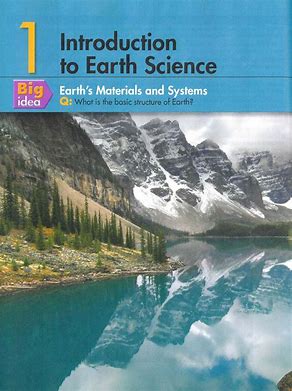 1
Introduction
to Earth Science
Big
idea
Earth's Materials and Systems
Q: What is the basic structure of Earth?